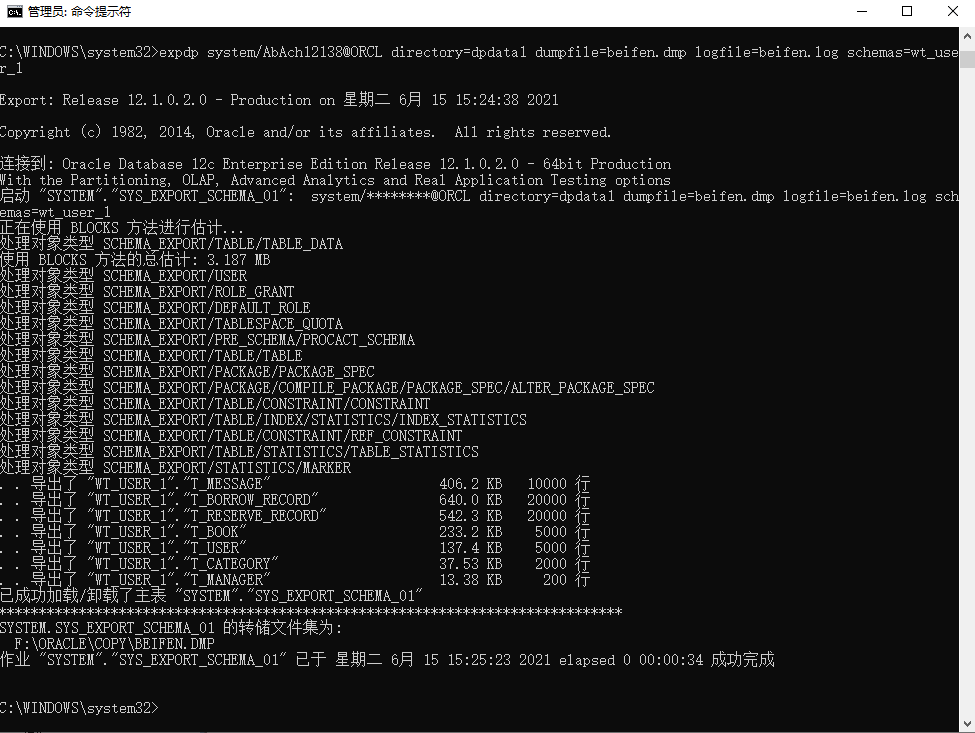 管理员: 命令提示符
C:\WINDOWS\system32>expdp system/AbAch12138@ORCL directory=dpdata1 dumpfile=beifen.dmp logfile=beifen.log schemas=wt_use
r_1
Export: Release 12.1.0.2.0 - Production on 星期二 6月 15 15:24:38 2021
Copyright (c) 1982, 2014, Oracle and/or its affiliates.  All rights reserved.
连接到: Oracle Database 12c Enterprise Edition Release 12.1.0.2.0 - 64bit Production
With the Partitioning, OLAP, Advanced Analytics and Real Application Testing options
启动 "SYSTEM"."SYS_EXPORT_SCHEMA_01":  system/********@ORCL directory=dpdata1 dumpfile=beifen.dmp logfile=beifen.log sch
emas=wt_user_1
正在使用 BLOCKS 方法进行估计...
处理对象类型 SCHEMA_EXPORT/TABLE/TABLE_DATA
使用 BLOCKS 方法的总估计: 3.187 MB
处理对象类型 SCHEMA_EXPORT/USER
处理对象类型 SCHEMA_EXPORT/ROLE_GRANT
处理对象类型 SCHEMA_EXPORT/DEFAULT_ROLE
处理对象类型 SCHEMA_EXPORT/TABLESPACE_QUOTA
处理对象类型 SCHEMA_EXPORT/PRE_SCHEMA/PROCACT_SCHEMA
处理对象类型 SCHEMA_EXPORT/TABLE/TABLE
处理对象类型 SCHEMA_EXPORT/PACKAGE/PACKAGE_SPEC
处理对象类型 SCHEMA_EXPORT/PACKAGE/COMPILE_PACKAGE/PACKAGE_SPEC/ALTER_PACKAGE_SPEC
处理对象类型 SCHEMA_EXPORT/TABLE/CONSTRAINT/CONSTRAINT
处理对象类型 SCHEMA_EXPORT/TABLE/INDEX/STATISTICS/INDEX_STATISTICS
处理对象类型 SCHEMA_EXPORT/TABLE/CONSTRAINT/REF_CONSTRAINT
处理对象类型 SCHEMA_EXPORT/TABLE/STATISTICS/TABLE_STATISTICS
处理对象类型 SCHEMA_EXPORT/STATISTICS/MARKER
. . 导出了 "WT_USER_1"."T_MESSAGE" 406.2 KB 10000 行
. . 导出了 "WT_USER_1"."T_BORROW_RECORD" 640.0 KB 20000 行
. . 导出了 "WT_USER_1"."T_RESERVE_RECORD" 542.3 KB 20000 行
. . 导出了 "WT_USER_1"."T_BOOK" 233.2 KB 5000 行
. . 导出了 "WT_USER_1"."T_USER" 137.4 KB 5000 行
. . 导出了 "WT_USER_1"."T_CATEGORY" 37.53 KB 2000 行
. . 导出了 "WT_USER_1"."T_MANAGER" 13.38 KB 200 行
已成功加载/卸载了主表 "SYSTEM"."SYS_EXPORT_SCHEMA_01"
******************************************************************************
SYSTEM.SYS_EXPORT_SCHEMA_01 的转储文件集为:
F:\ORACLE\COPY\BEIFEN.DMP
作业 "SYSTEM"."SYS_EXPORT_SCHEMA_01" 已于 星期二 6月 15 15:25:23 2021 elapsed 0 00:00:34 成功完成
C:\WINDOWS\system32>